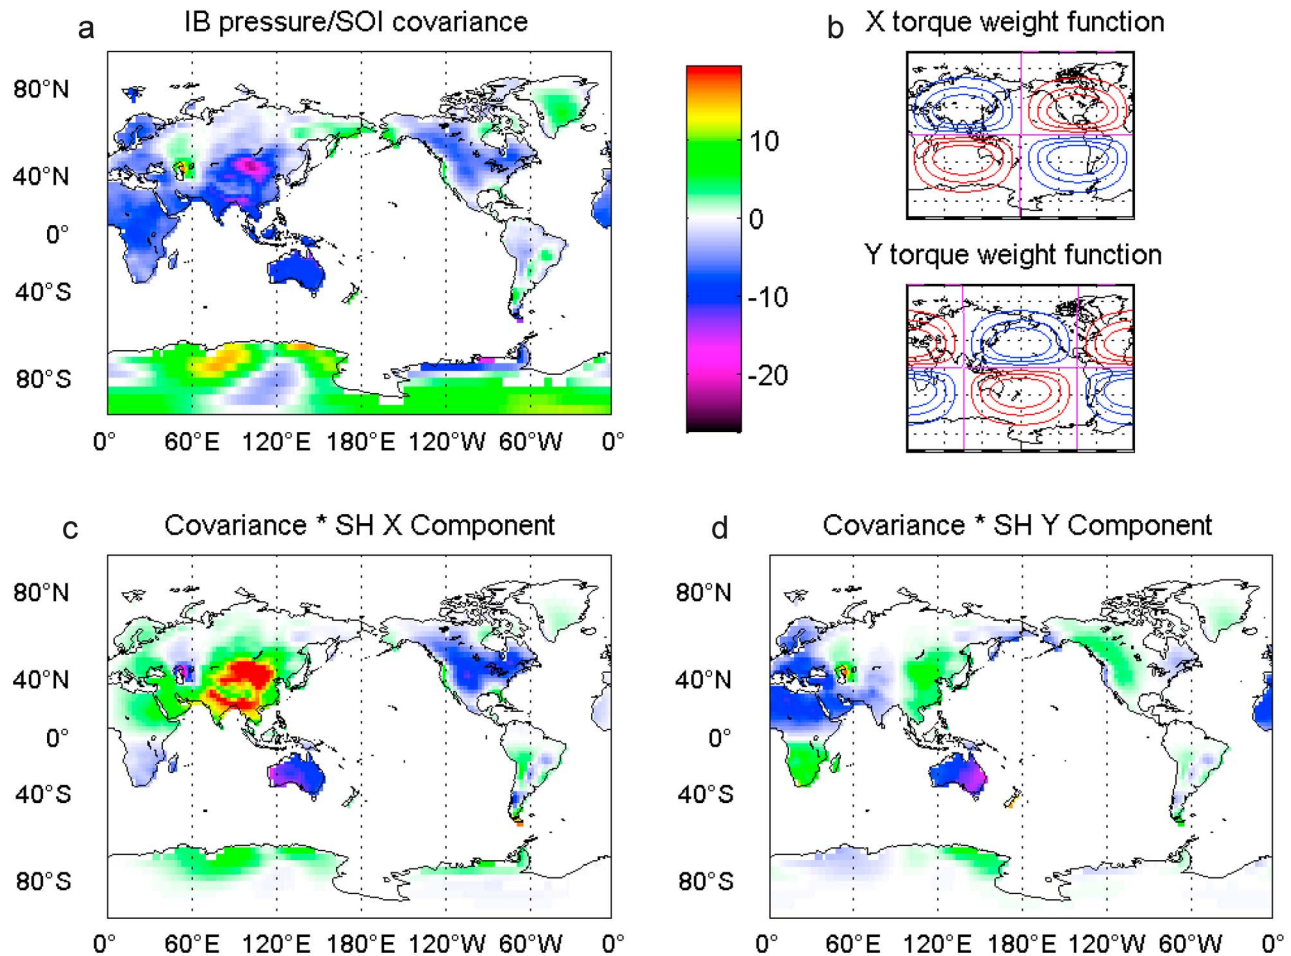 a IB pressure/SOI covariance
80°N
40°N
0°
40°S
80°S
0° 60°E 120°E 180°E 120°W 60°W 0°
10
0
-10
-20
b X torque weight function
Y torque weight function
c Covariance * SH X Component
80°N
40°N
0°
40°S
80°S
0° 60°E 120°E 180°E 120°W 60°W 0°
d Covariance * SH Y Component
80°N
40°N
0°
40°S
80°S
0° 60°E 120°E 180°E 120°W 60°W 0°